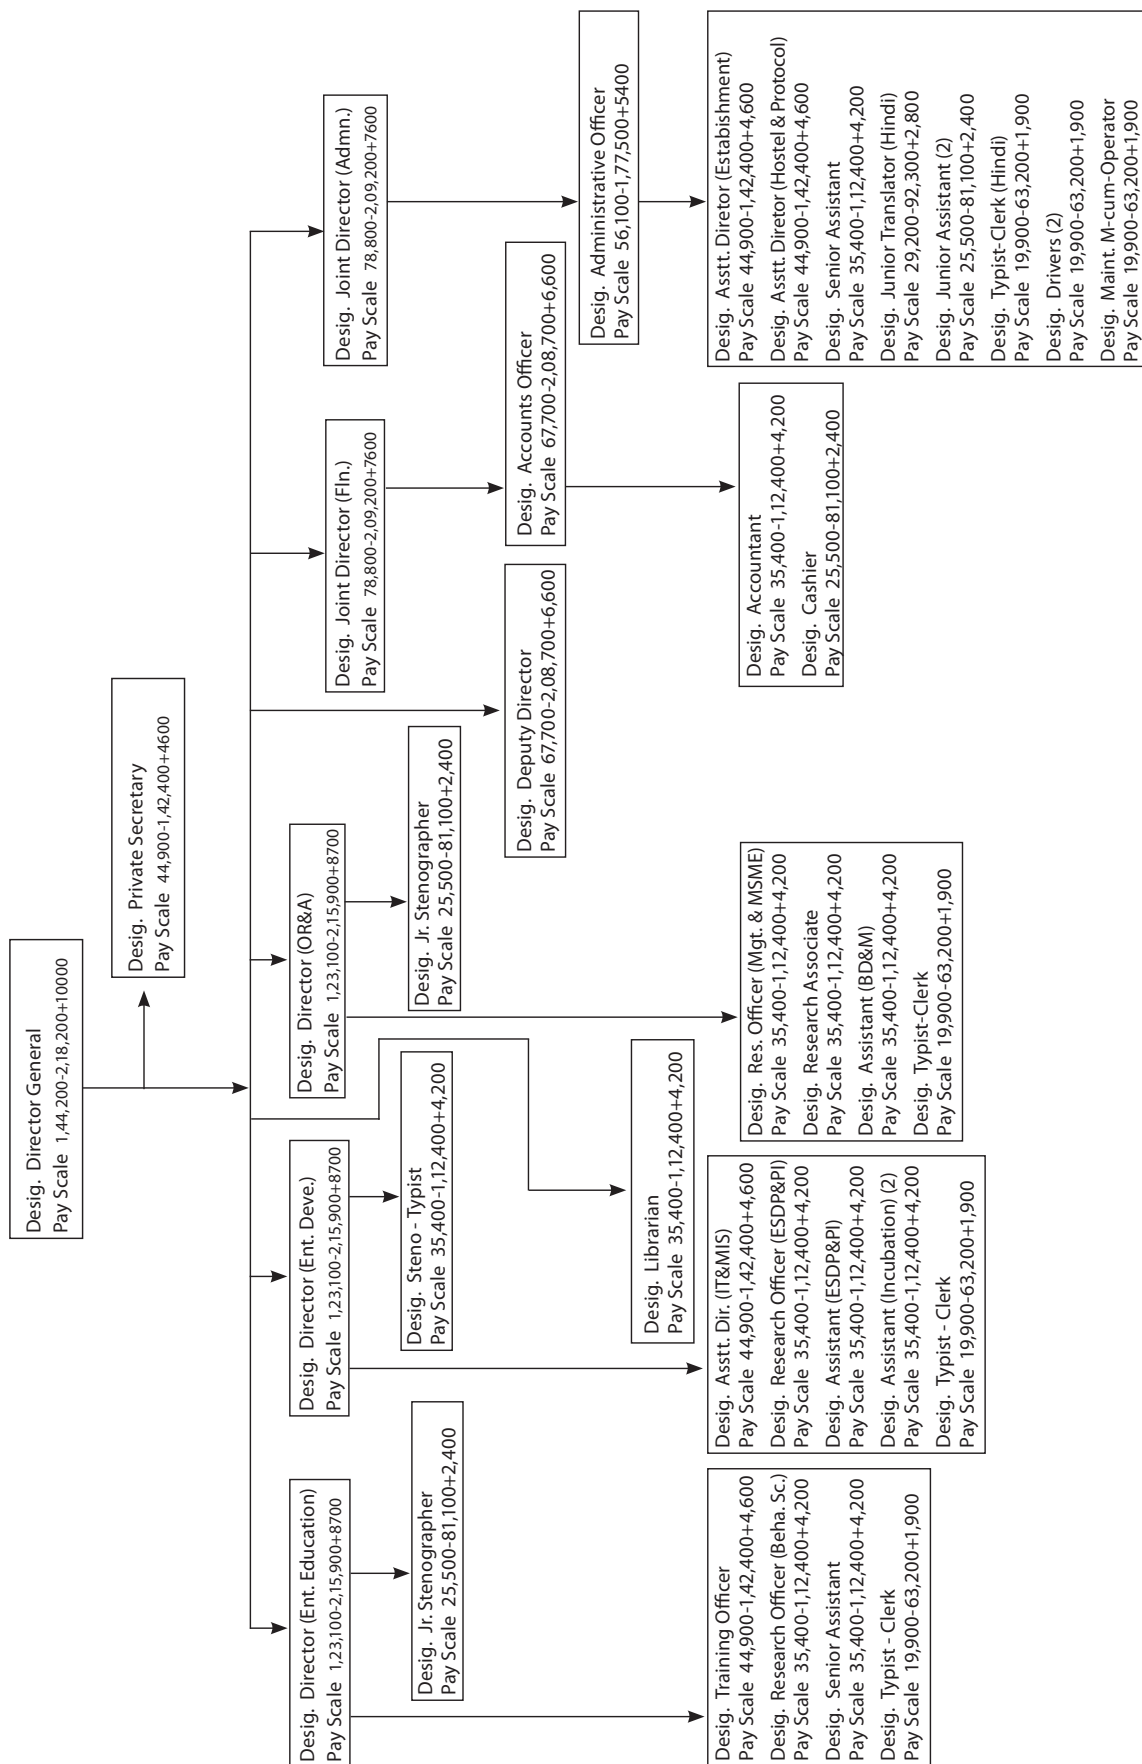 Desig. Director General
Pay Scale 1,44,200-2,18,200+10000
Desig. Private Secretary
Pay Scale 44,900-1,42,400+4600
Desig. Director (Ent. Education)
Pay Scale 1,23,100-2,15,900+8700
Desig. Director (Ent. Deve.)
Pay Scale 1,23,100-2,15,900+8700
Desig. Director (OR&A)
Pay Scale 1,23,100-2,15,900+8700
Desig. Joint Director (FIn.)
Pay Scale 78,800-2,09,200+7600
Desig. Joint Director (Admn.)
Pay Scale 78,800-2,09,200+7600
Desig. Jr. Stenographer
Pay Scale 25,500-81,100+2,400
Desig. Steno - Typist
Pay Scale 35,400-1,12,400+4,200
Desig. Jr. Stenographer
Pay Scale 25,500-81,100+2,400
Desig. Deputy Director
Pay Scale 67,700-2,08,700+6,600
Desig. Accounts Officer
Pay Scale 67,700-2,08,700+6,600
Desig. Administrative Officer
Pay Scale 56,100-1,77,500+5400
Desig. Librarian
Pay Scale 35,400-1,12,400+4,200
Desig. Training Officer
Pay Scale 44,900-1,42,400+4,600
Desig. Research Officer (Beha. Sc.)
Pay Scale 35,400-1,12,400+4,200
Desig. Senior Assistant
Pay Scale 35,400-1,12,400+4,200
Desig. Typist - Clerk
Pay Scale 19,900-63,200+1,900
Desig. Asstt. Dir. (IT&MIS)
Pay Scale 44,900-1,42,400+4,600
Desig. Research Officer (ESDP&PI)
Pay Scale 35,400-1,12,400+4,200
Desig. Assistant (ESDP&PI)
Pay Scale 35,400-1,12,400+4,200
Desig. Assistant (Incubation) (2)
Pay Scale 35,400-1,12,400+4,200
Desig. Typist - Clerk
Pay Scale 19,900-63,200+1,900
Desig. Res. Officer (Mgt. & MSME)
Pay Scale 35,400-1,12,400+4,200
Desig. Research Associate
Pay Scale 35,400-1,12,400+4,200
Desig. Assistant (BD&M)
Pay Scale 35,400-1,12,400+4,200
Desig. Typist-Clerk
Pay Scale 19,900-63,200+1,900
Desig. Accountant
Pay Scale 35,400-1,12,400+4,200
Desig. Cashier
Pay Scale 25,500-81,100+2,400
Desig. Asstt. Diretor (Estabishment)
Pay Scale 44,900-1,42,400+4,600
Desig. Asstt. Diretor (Hostel & Protocol)
Pay Scale 44,900-1,42,400+4,600
Desig. Senior Assistant
Pay Scale 35,400-1,12,400+4,200
Desig. Junior Translator (Hindi)
Pay Scale 29,200-92,300+2,800
Desig. Junior Assistant (2)
Pay Scale 25,500-81,100+2,400
Desig. Typist-Clerk (Hindi)
Pay Scale 19,900-63,200+1,900
Desig. Drivers (2)
Pay Scale 19,900-63,200+1,900
Desig. Maint. M-cum-Operator
Pay Scale 19,900-63,200+1,900